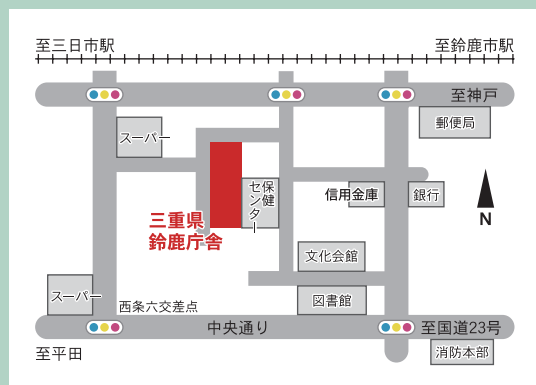 至三日市駅
至鈴鹿市駅
至神戸
郵便局
スーパー
保健
センター
信用金庫
銀行
三重県
鈴鹿庁舎
N
文化会館
スーパー
図書館
西条六交差点
中央通り
至国道23号
至平田
消防本部